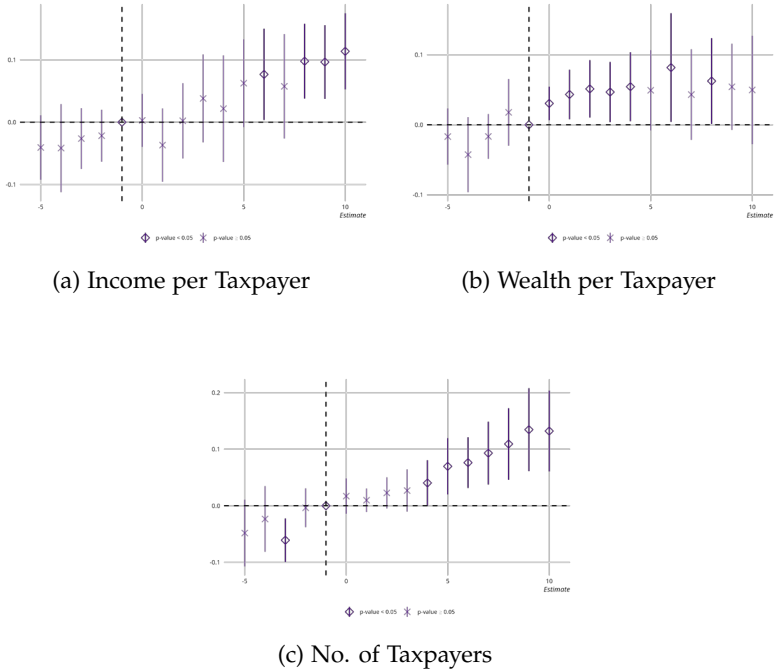 0.1
0.0
-0.1
-5 0 5 10
Estimate
p-value < 0.05 p-value ≥ 0.05
(a) Income per Taxpayer
0.1
0.0
-0.1
-5 0 5 10
Estimate
p-value < 0.05 p-value ≥ 0.05
(b) Wealth per Taxpayer
0.2
0.1
0.0
-0.1
-5 0 5 10
Estimate
p-value < 0.05 p-value ≥ 0.05
(c) No. of Taxpayers